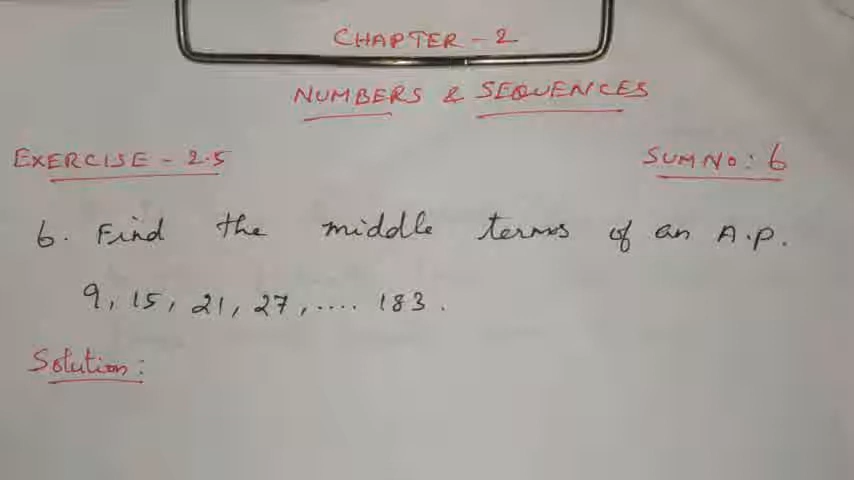 CHAPTER - 2
NUMBERS & SEQUENCES
EXERCISE - 2.5
SUM NO: 6
6. Find the middle terms of an A.P.
9, 15, 21, 27, .... 183.
Solution: